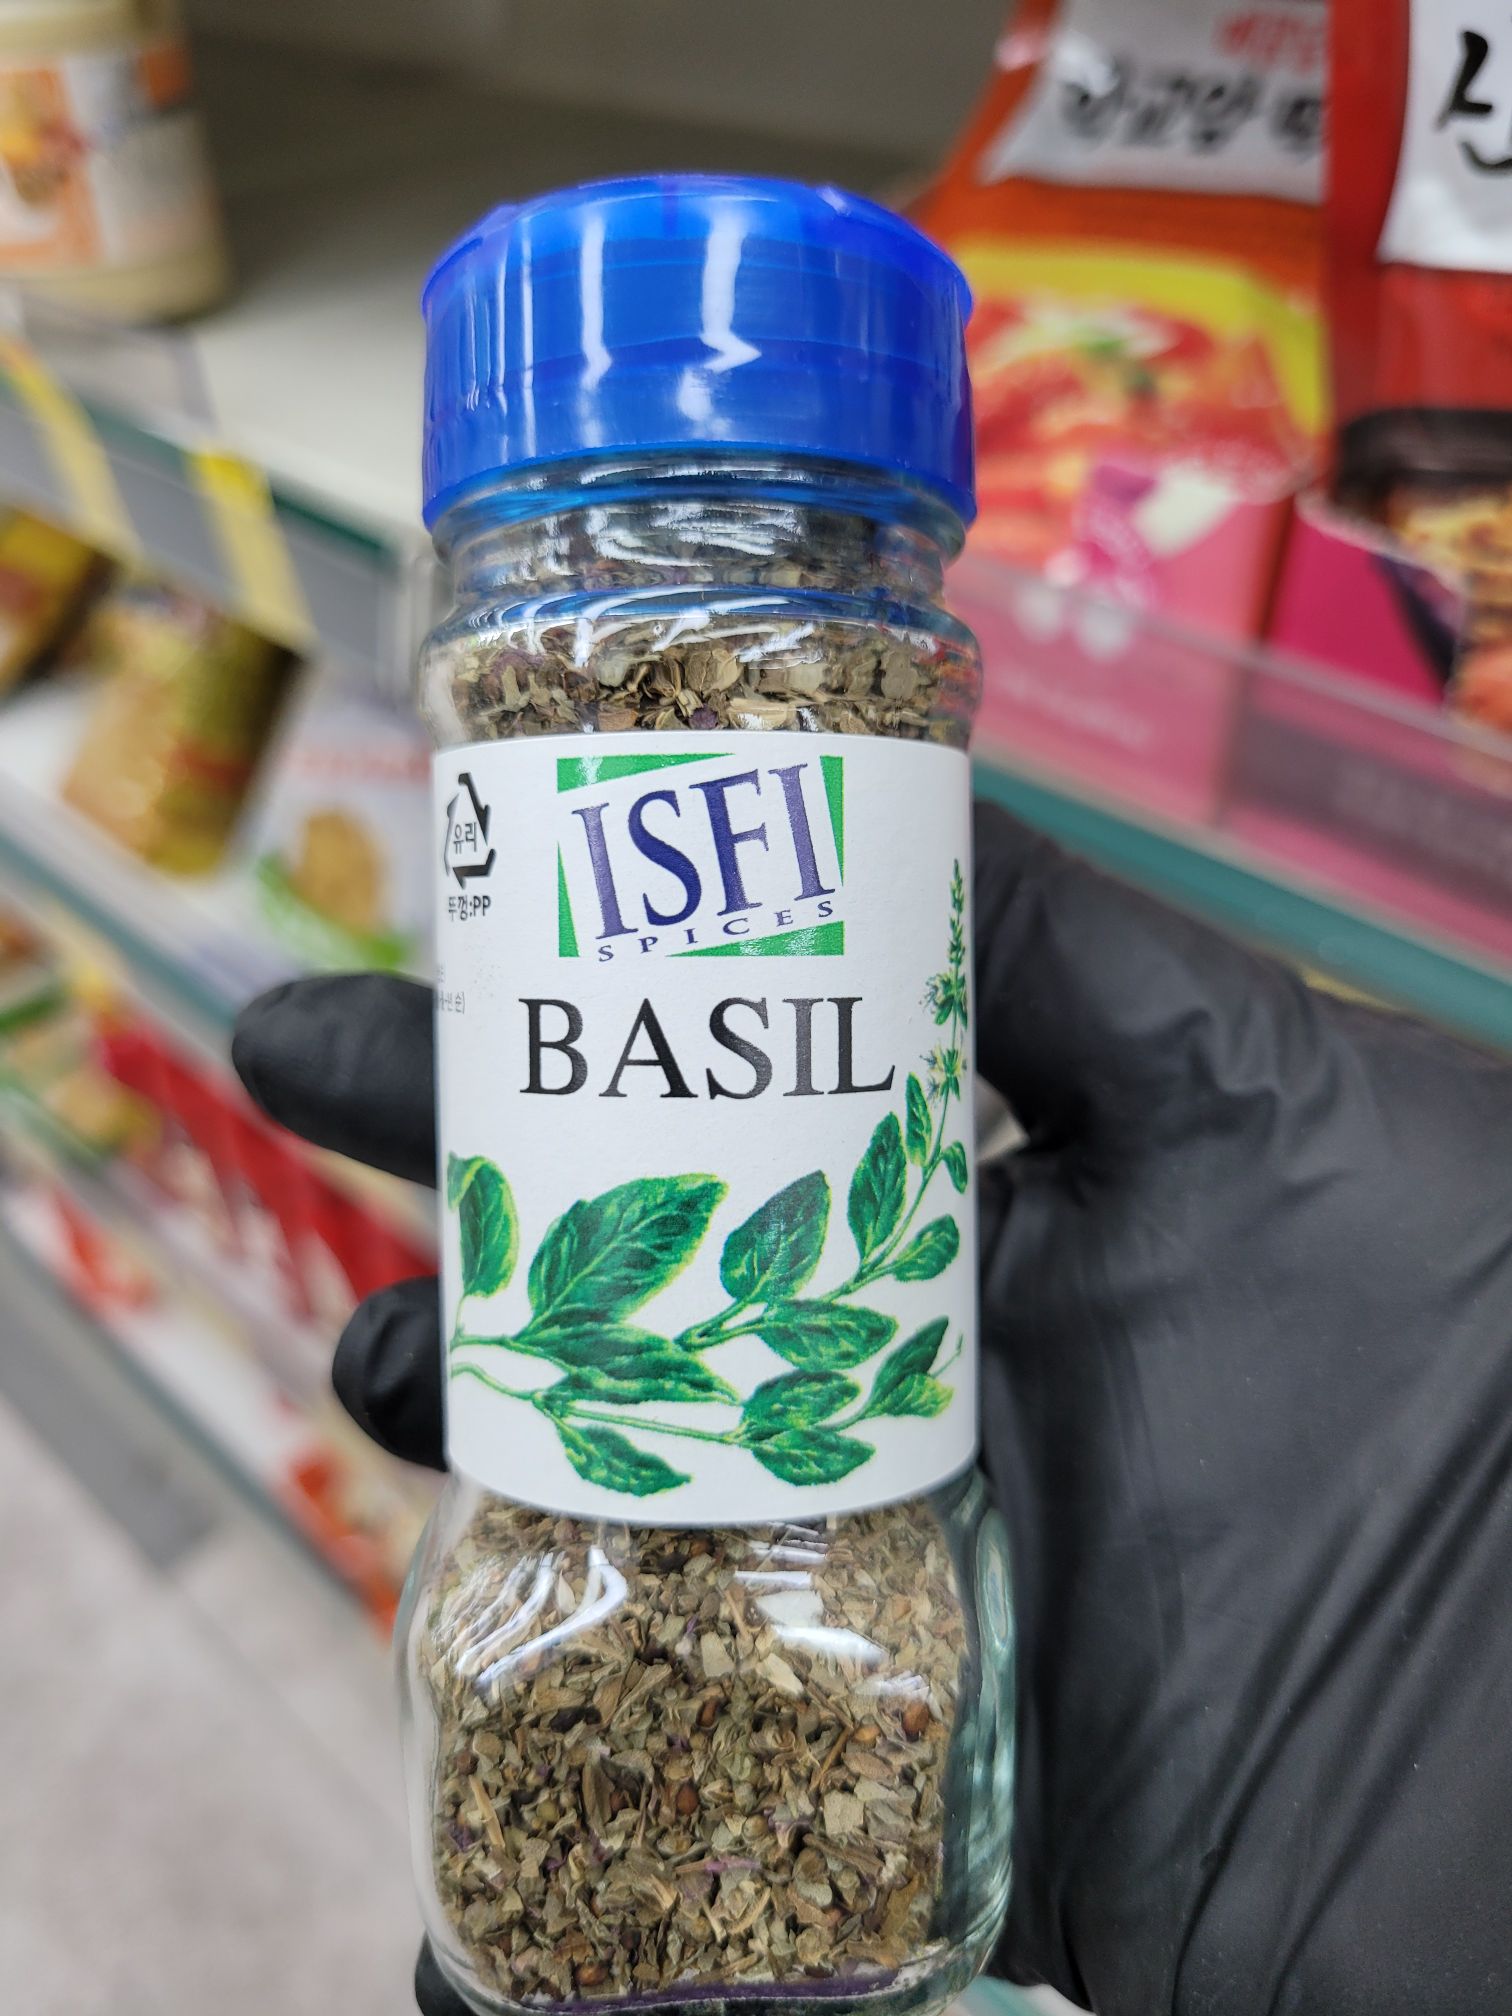 ISFI
SPICES
유리
뚜껑:PP
BASIL